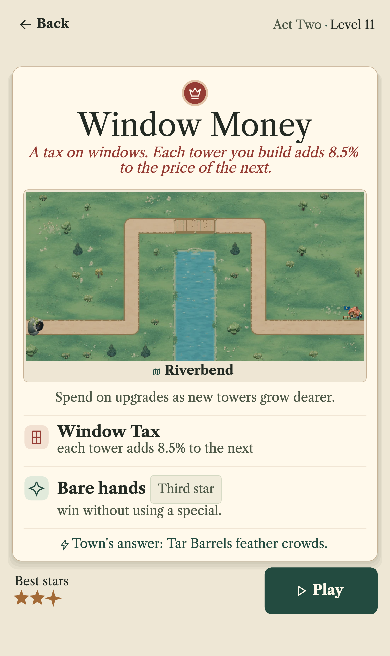 ← Back
Act Two · Level 11
Window Money
A tax on windows. Each tower you build adds 8.5%
to the price of the next.
Riverbend
Spend on upgrades as new towers grow dearer.
Window Tax
each tower adds 8.5% to the next
Bare hands Third star
win without using a special.
Town's answer: Tar Barrels feather crowds.
Best stars
Play